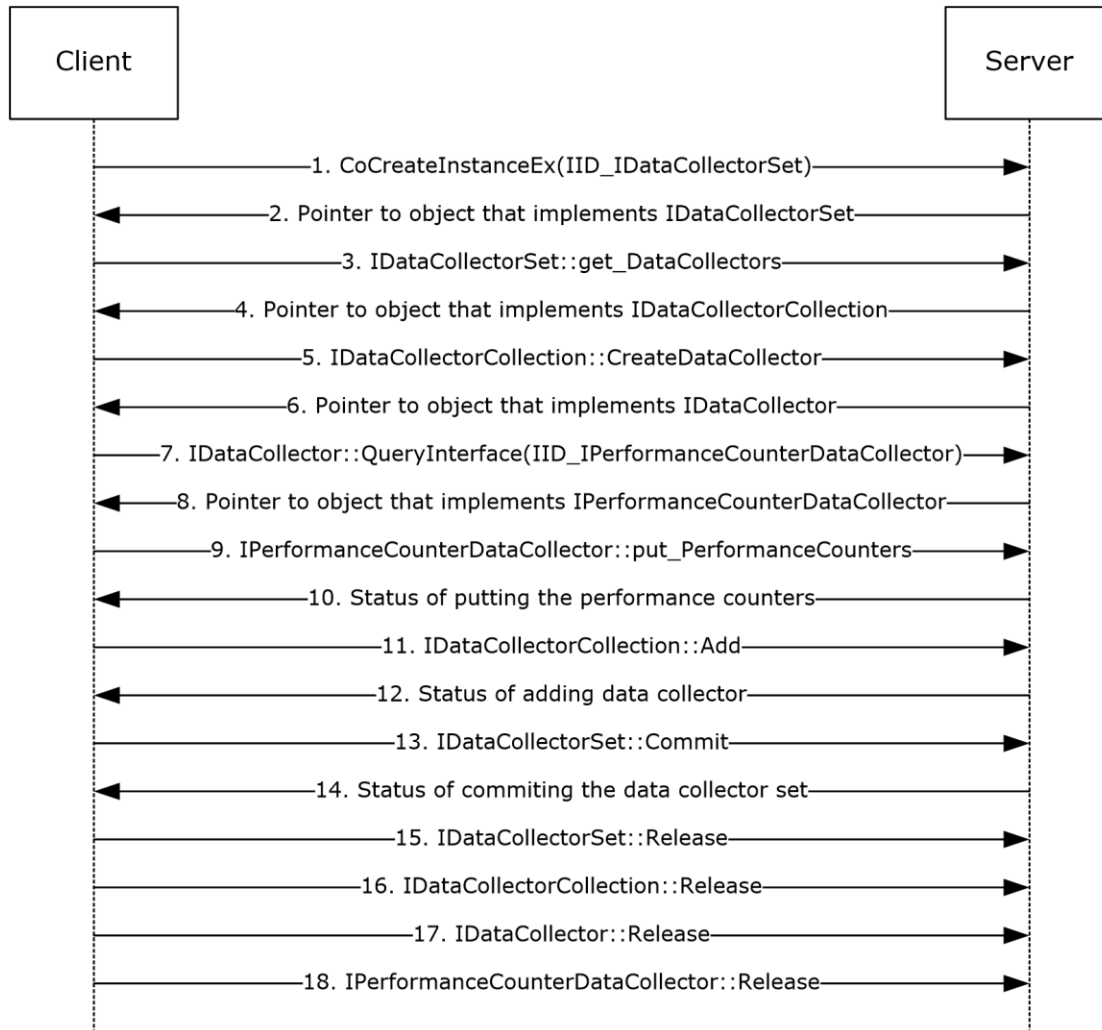 Client
Server
1. CoCreateInstanceEx(IID_IDataCollectorSet)
2. Pointer to object that implements IDataCollectorSet
3. IDataCollectorSet::get_DataCollectors
4. Pointer to object that implements IDataCollectorCollection
5. IDataCollectorCollection::CreateDataCollector
6. Pointer to object that implements IDataCollector
7. IDataCollector::QueryInterface(IID_IPerformanceCounterDataCollector)
8. Pointer to object that implements IPerformanceCounterDataCollector
9. IPerformanceCounterDataCollector::put_PerformanceCounters
10. Status of putting the performance counters
11. IDataCollectorCollection::Add
12. Status of adding data collector
13. IDataCollectorSet::Commit
14. Status of commiting the data collector set
15. IDataCollectorSet::Release
16. IDataCollectorCollection::Release
17. IDataCollector::Release
18. IPerformanceCounterDataCollector::Release